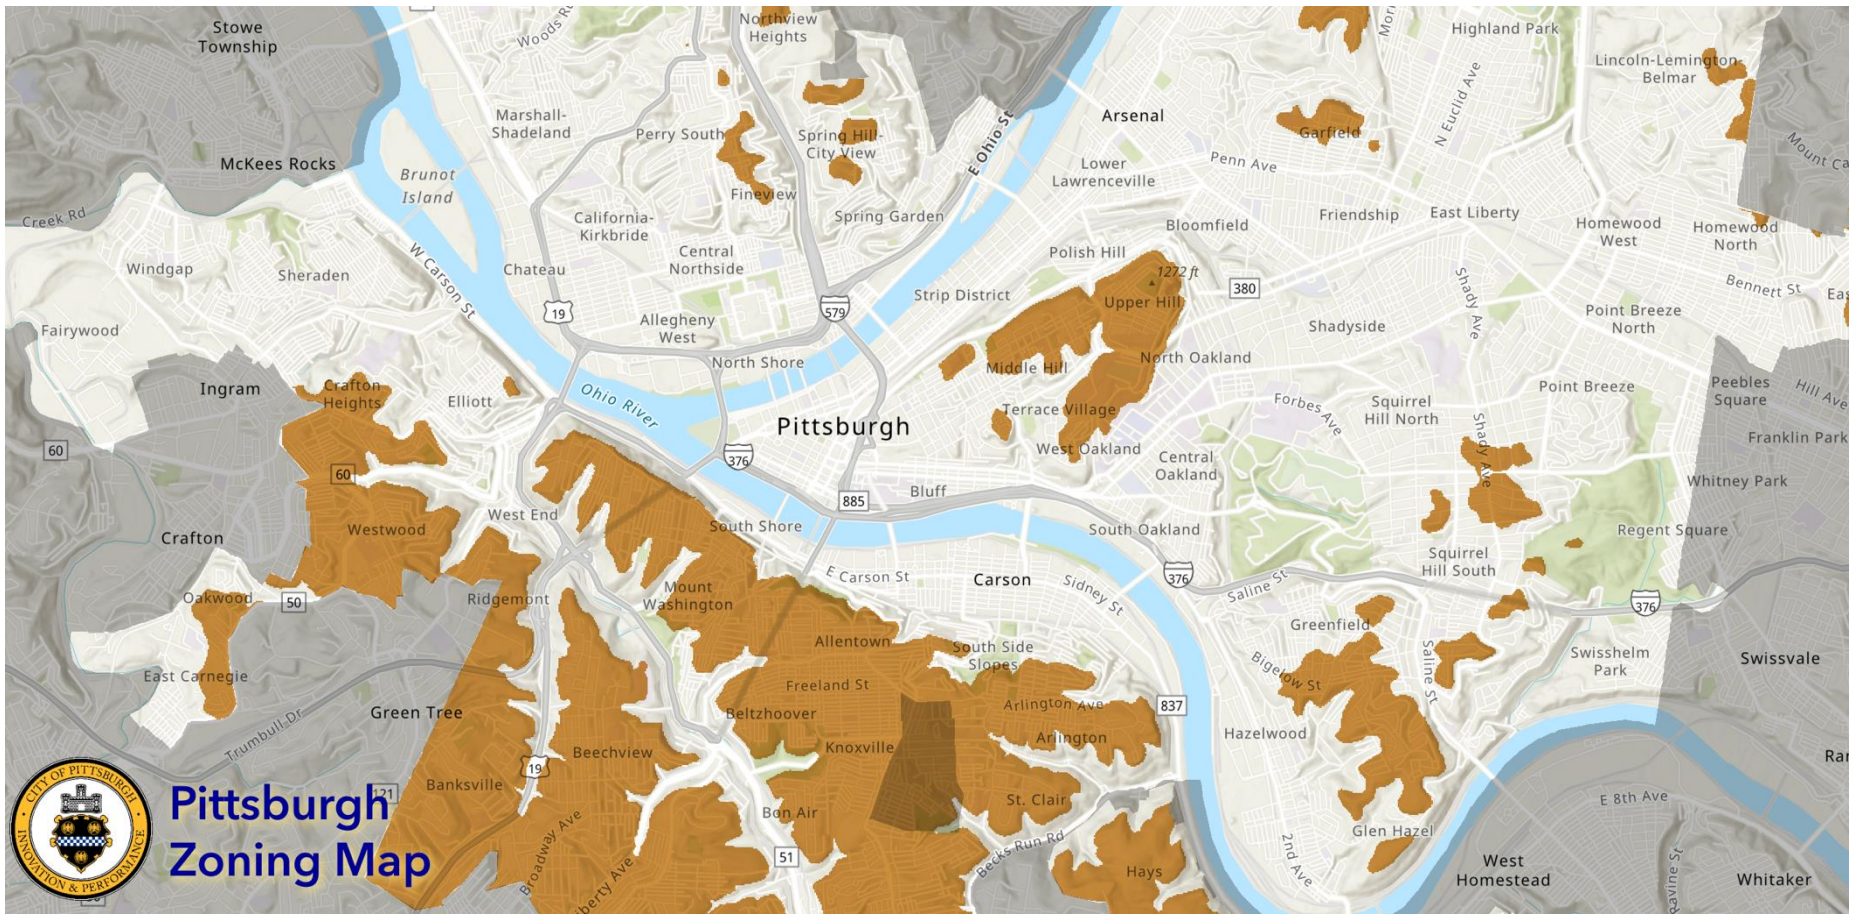 Stowe
Township
Woods Ru
Northview
Heights
Highland Park
Lincoln-Lemington-
Belmar
Marshall-
Shadeland
Perry South
Spring Hill-
City View
E Ohio St
Arsenal
Garfield
N Euclid Ave
Mount Ca
McKees Rocks
Brunot
Island
Lower
Lawrenceville
Penn Ave
Fineview
Creek Rd
California-
Kirkbride
Spring Garden
Bloomfield
Friendship
East Liberty
Homewood
West
Homewood
North
W Carson St
Central
Northside
Polish Hill
Windgap
Sheraden
Chateau
1272 ft
380
Shady Ave
Bennett St
Eas
Strip District
Upper Hill
19
579
Fairywood
Allegheny
West
Shadyside
Point Breeze
North
North Shore
Middle Hill
North Oakland
Ingram
Crafton
Heights
Elliott
Ohio River
Pittsburgh
Terrace Village
Forbes Ave
Squirrel
Hill North
Point Breeze
Peebles
Square
Hill Ave
60
376
West Oakland
Central
Oakland
Shady Ave
Franklin Park
60
885
Bluff
Whitney Park
West End
South Shore
South Oakland
Westwood
Regent Square
Crafton
E Carson St
Carson
Sidney St
376
Saline St
Squirrel
Hill South
Oakwood
50
Ridgemont
Mount
Washington
376
Greenfield
Allentown
South Side
Slopes
Bigelow St
Saline St
Swisshelm
Park
Swissvale
East Carnegie
Freeland St
Arlington Ave
837
Green Tree
Beltzhoover
Arlington
Hazelwood
Trumbull Dr
Beechview
Knoxville
19
Banksville
121
CITY OF PITTSBURGH
INNOVATION & PERFORMANCE
Pittsburgh
Zoning Map
Bon Air
St. Clair
E 8th Ave
Broadway Ave
51
Becks Run Rd
2nd Ave
Glen Hazel
iberty Ave
Hays
West
Homestead
Ravine St
Whitaker